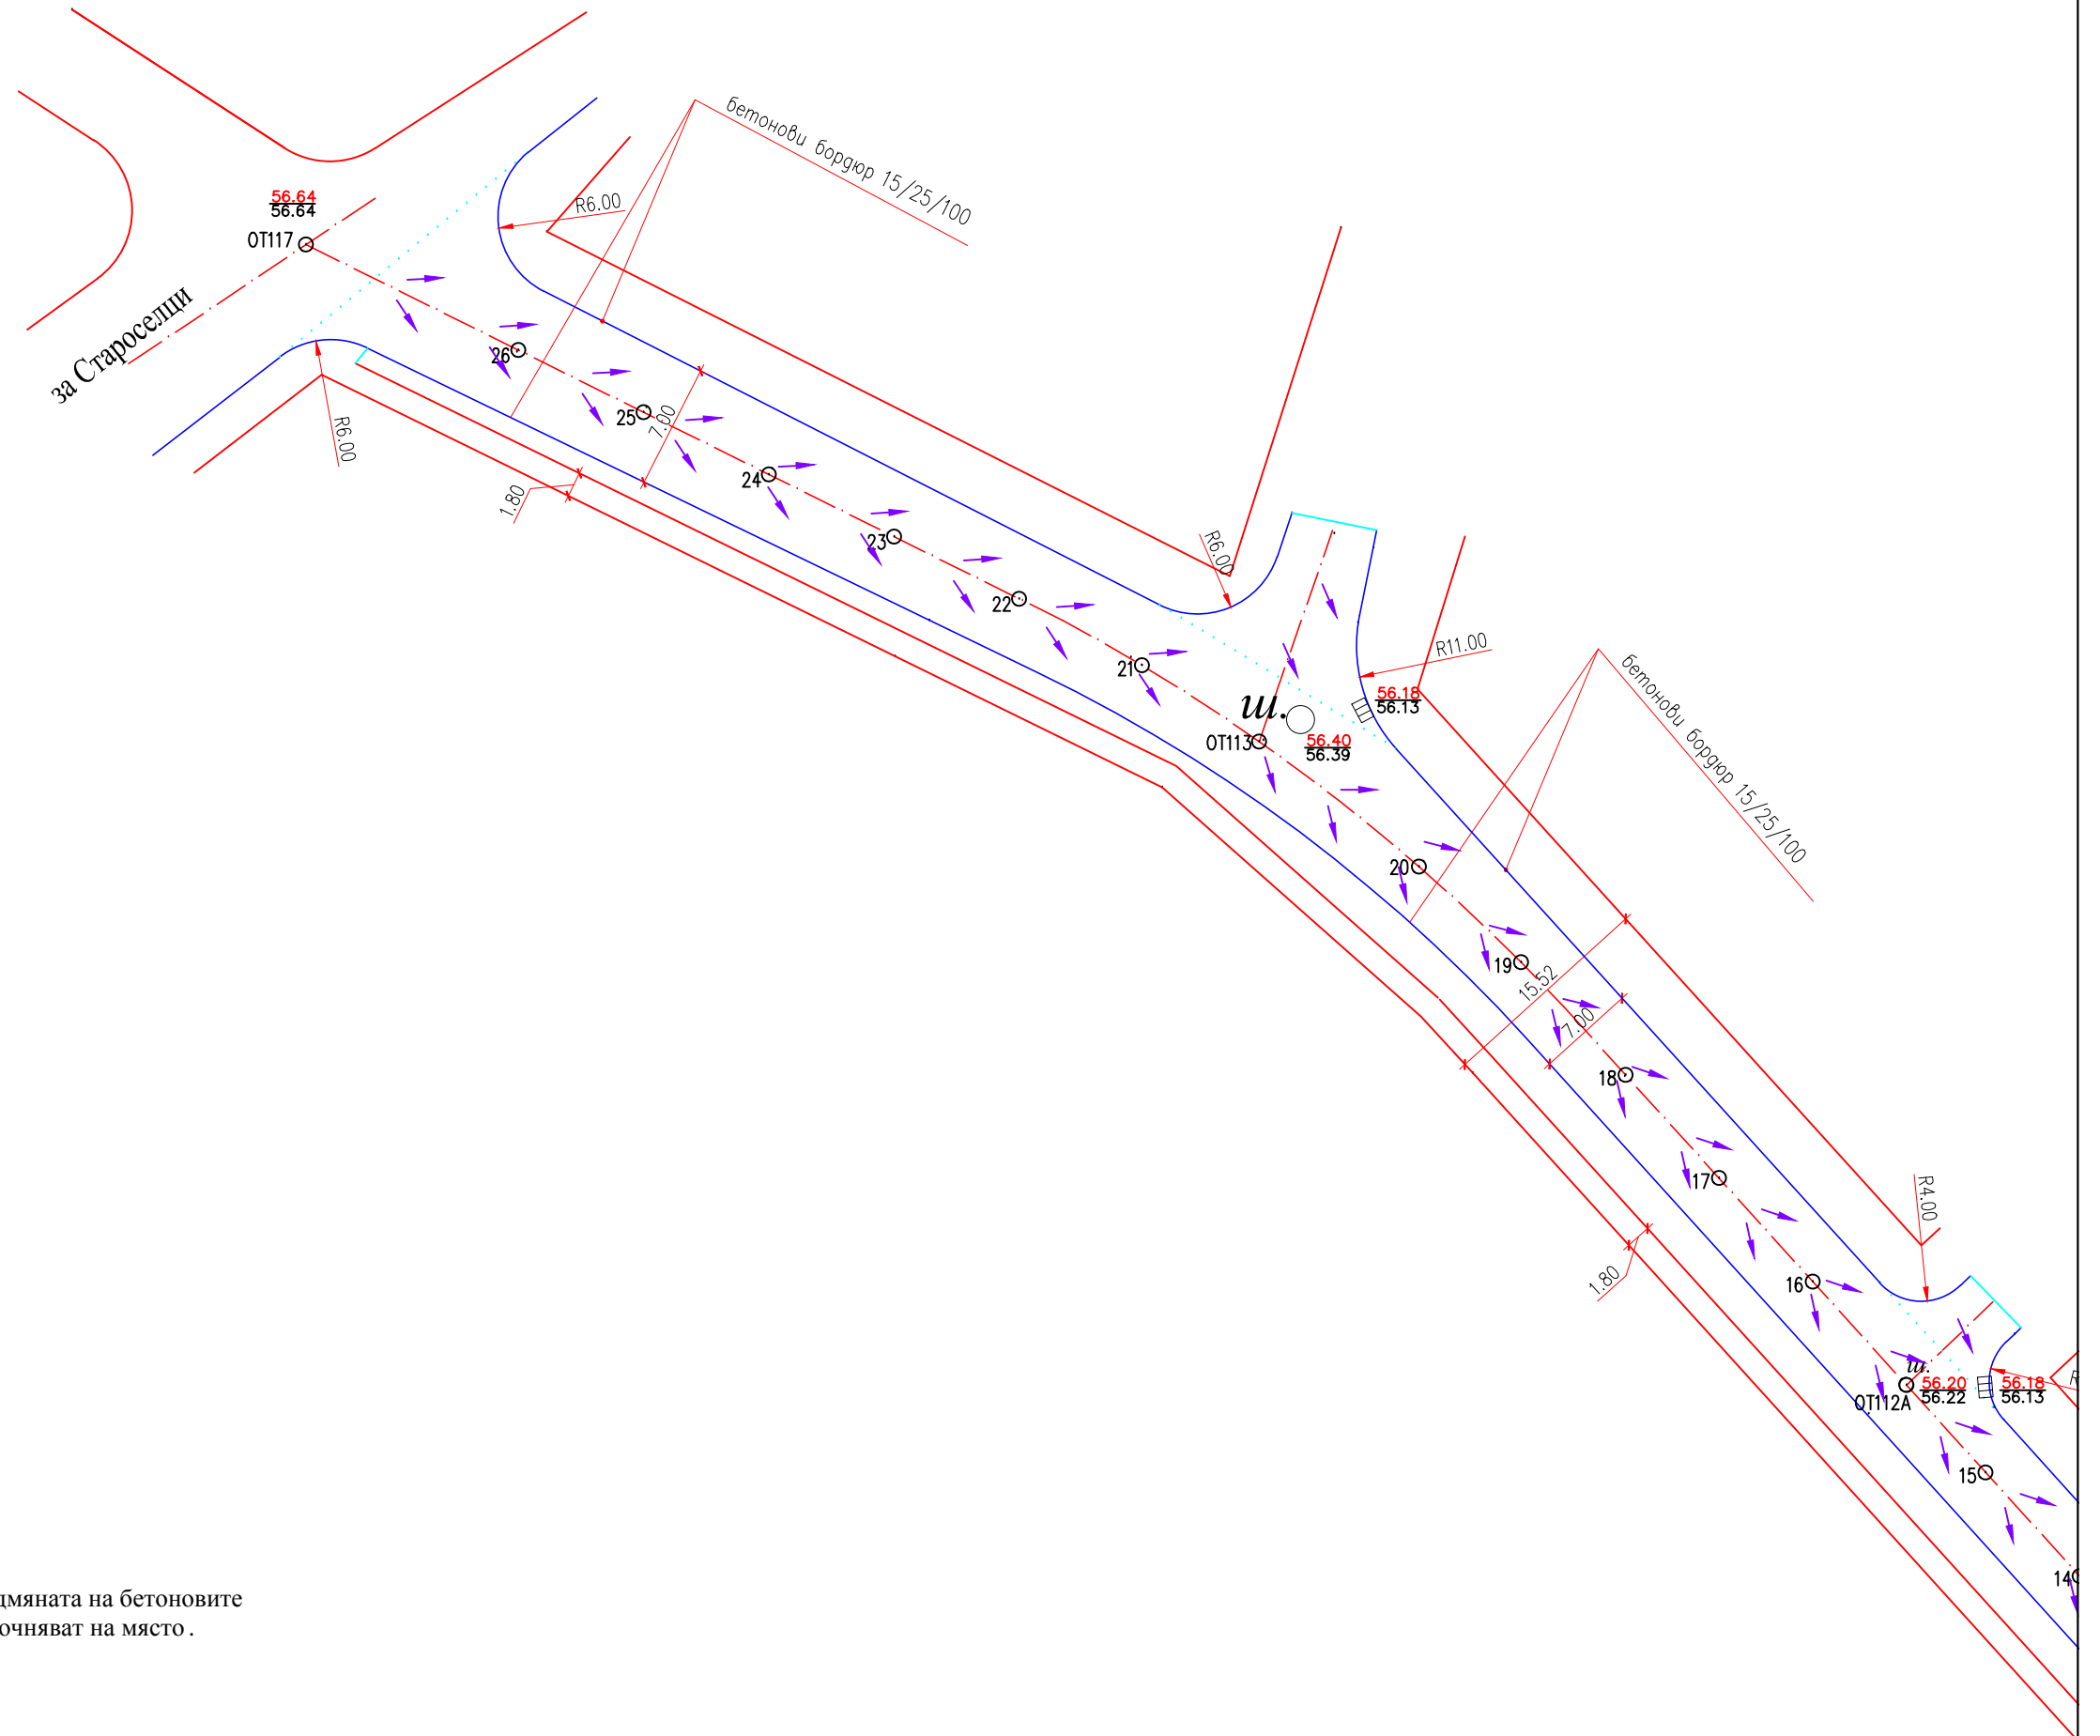 бетонови бордюр 15/25/100
56.64
56.64
R6.00
ОТ117
за Староселци
26
R6.00
25
7.00
24
1.80
23
R6.00
22
R11.00
21
бетонови бордюр 15/25/100
56.18
56.13
ш.
ОТ113
56.40
56.39
20
19
15.52
7.00
18
17
R4.00
16
1.80
ш.
56.20
56.22
56.18
56.13
R
ОТ112А
15
14
дмяната на бетоновите
очняват на място.